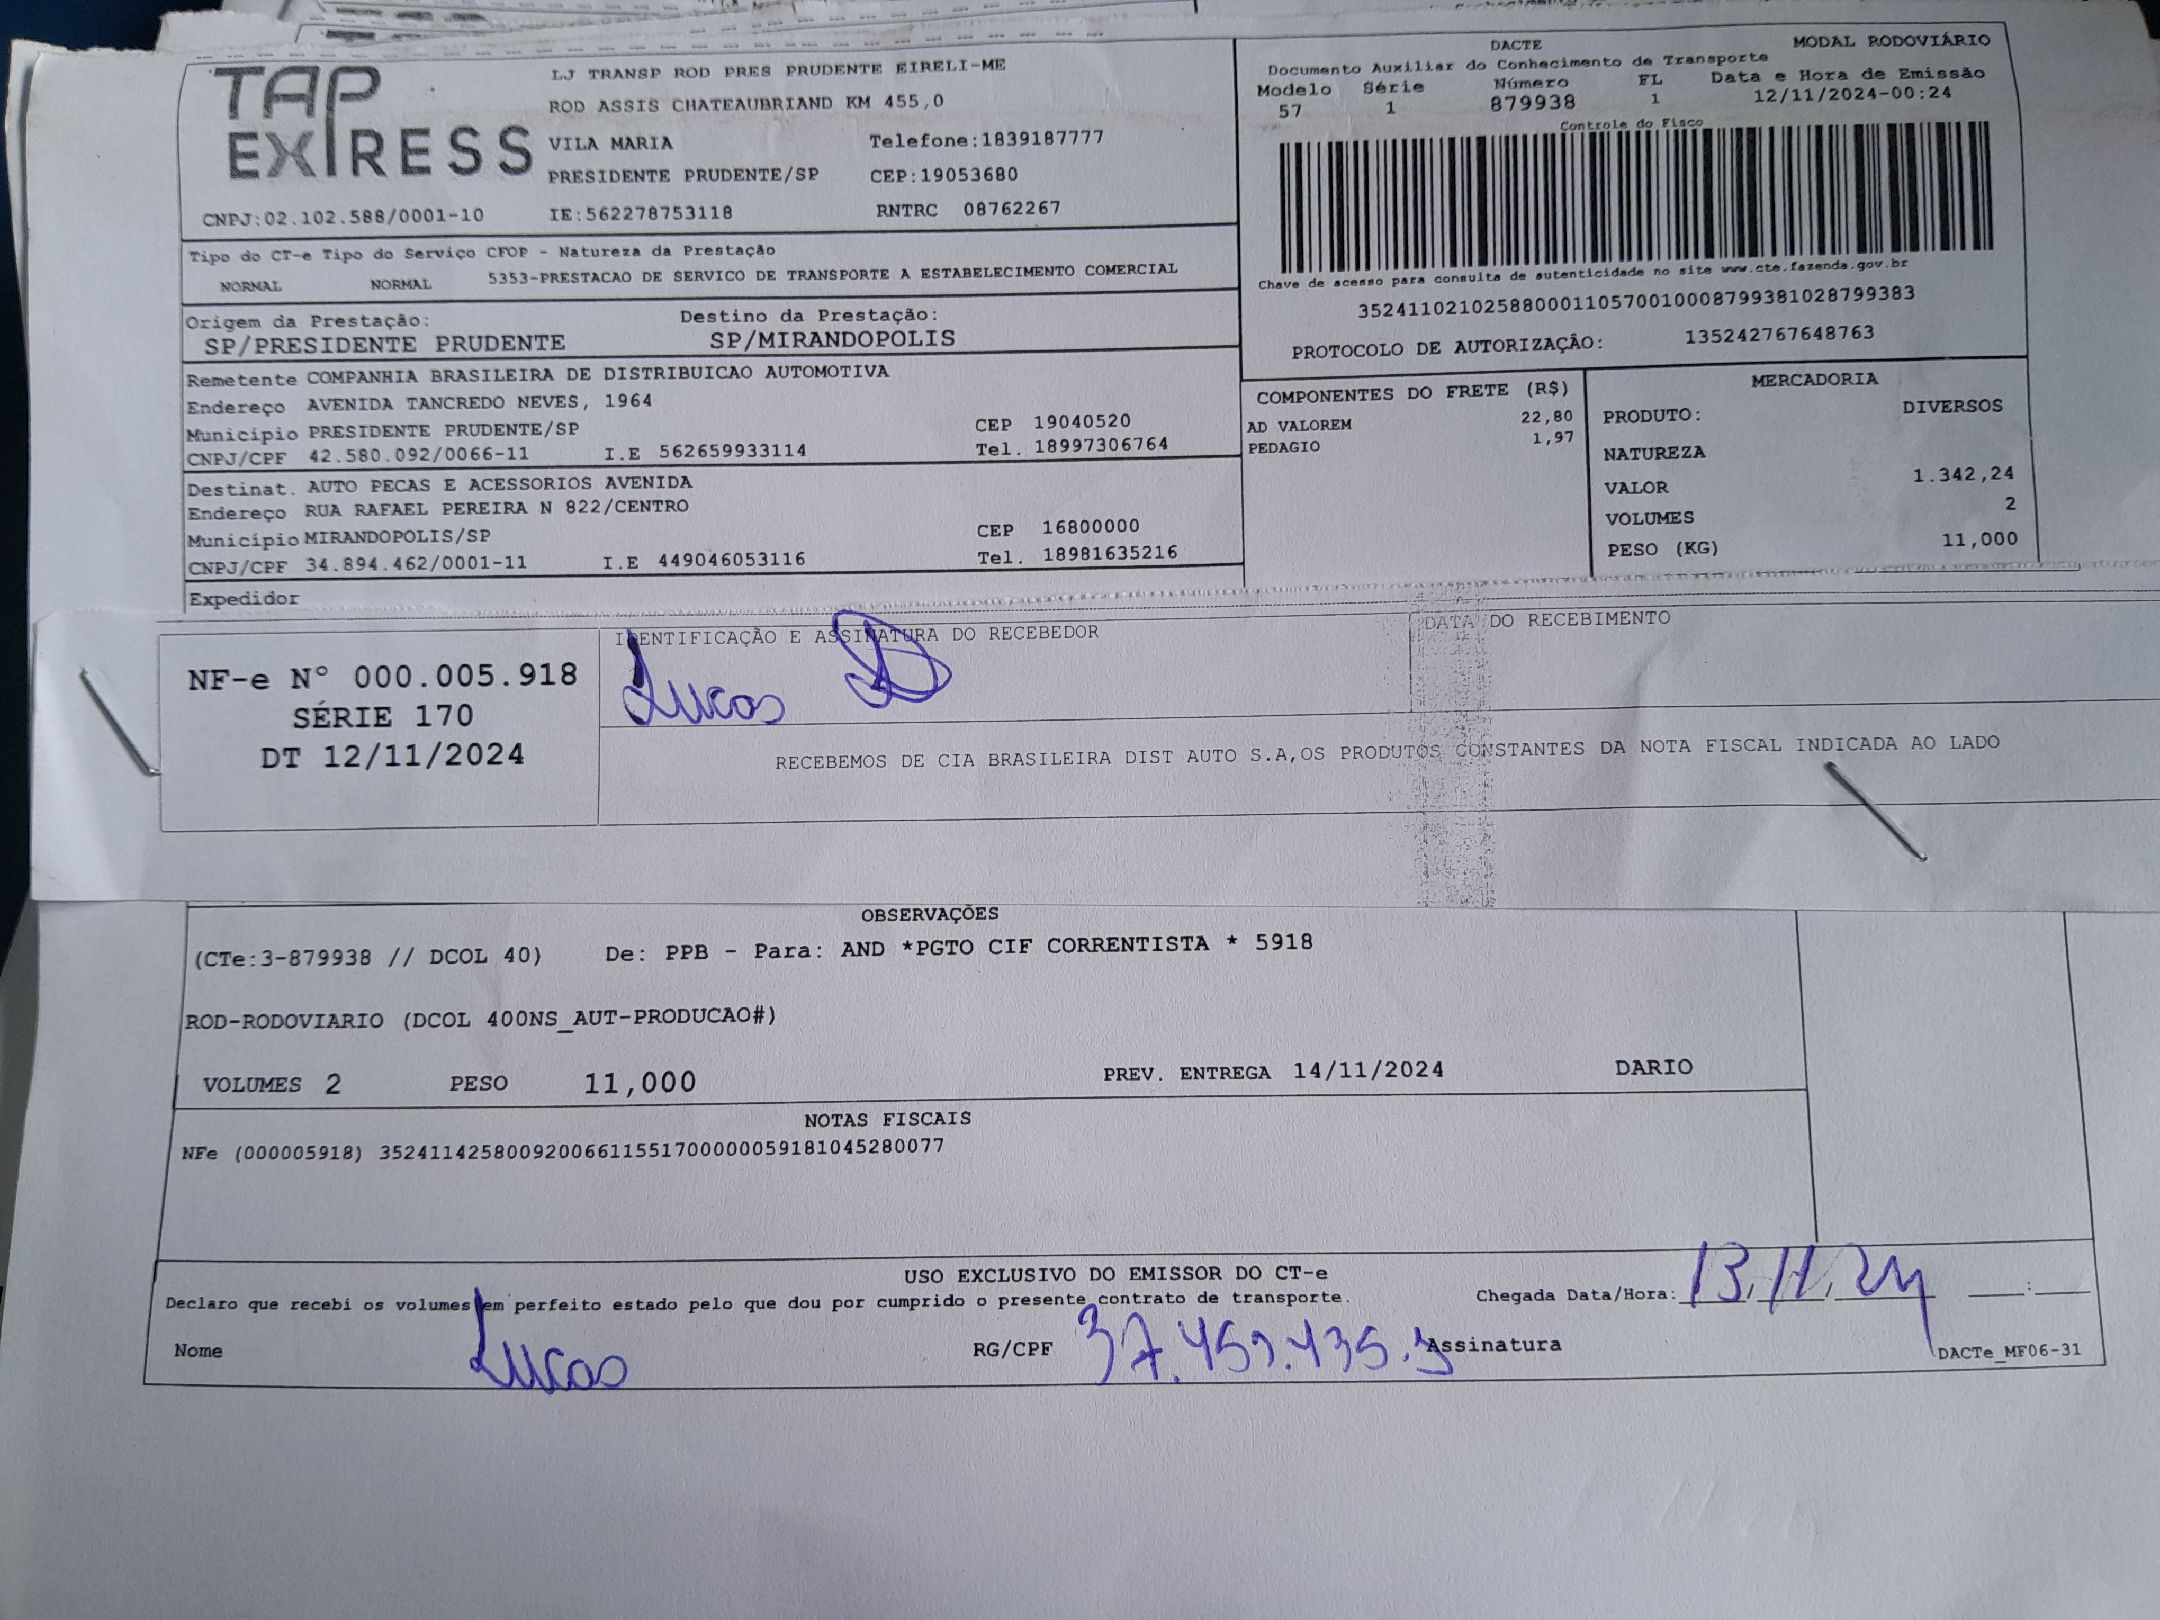 TAP EXPRESS
LJ TRANSP ROD PRES PRUDENTE EIRELI-ME
ROD ASSIS CHATEAUBRIAND KM 455,0
VILA MARIA Telefone:1839187777
PRESIDENTE PRUDENTE/SP CEP:19053680
CNPJ:02.102.588/0001-10 IE:562278753118 RNTRC 08762267
DACTE MODAL RODOVIÁRIO
Documento Auxiliar do Conhecimento de Transporte
Modelo Série Número FL Data e Hora de Emissão
57 1 879938 1 12/11/2024-00:24
Controle do Fisco
Chave de acesso para consulta de autenticidade no site www.cte.fazenda.gov.br
35241102102588000110570010008799381028799383
PROTOCOLO DE AUTORIZAÇÃO: 135242767648763
Tipo do CT-e Tipo do Serviço CFOP - Natureza da Prestação
NORMAL NORMAL 5353-PRESTACAO DE SERVICO DE TRANSPORTE A ESTABELECIMENTO COMERCIAL
Origem da Prestação: Destino da Prestação:
SP/PRESIDENTE PRUDENTE SP/MIRANDOPOLIS
Remetente COMPANHIA BRASILEIRA DE DISTRIBUICAO AUTOMOTIVA
Endereço AVENIDA TANCREDO NEVES, 1964
Município PRESIDENTE PRUDENTE/SP CEP 19040520
CNPJ/CPF 42.580.092/0066-11 I.E 562659933114 Tel. 18997306764
Destinat. AUTO PECAS E ACESSORIOS AVENIDA
Endereço RUA RAFAEL PEREIRA N 822/CENTRO
Município MIRANDOPOLIS/SP CEP 16800000
CNPJ/CPF 34.894.462/0001-11 I.E 449046053116 Tel. 18981635216
Expedidor
COMPONENTES DO FRETE (R$)
AD VALOREM 22,80
PEDAGIO 1,97
MERCADORIA
PRODUTO: DIVERSOS
NATUREZA
VALOR 1.342,24
VOLUMES 2
PESO (KG) 11,000
NF-e Nº 000.005.918
SÉRIE 170
DT 12/11/2024
IDENTIFICAÇÃO E ASSINATURA DO RECEBEDOR
DATA DO RECEBIMENTO
Lucas
RECEBEMOS DE CIA BRASILEIRA DIST AUTO S.A,OS PRODUTOS CONSTANTES DA NOTA FISCAL INDICADA AO LADO
OBSERVAÇÕES
(CTe:3-879938 // DCOL 40) De: PPB - Para: AND *PGTO CIF CORRENTISTA * 5918
ROD-RODOVIARIO (DCOL 400NS_AUT-PRODUCAO#)
VOLUMES 2 PESO 11,000 PREV. ENTREGA 14/11/2024 DARIO
NOTAS FISCAIS
NFe (000005918) 35241142580092006611551700000059181045280077
USO EXCLUSIVO DO EMISSOR DO CT-e
Declaro que recebi os volumes em perfeito estado pelo que dou por cumprido o presente contrato de transporte. Chegada Data/Hora: 13,11,24 :
Nome Lucas RG/CPF Assinatura
DACTe_MF06-31